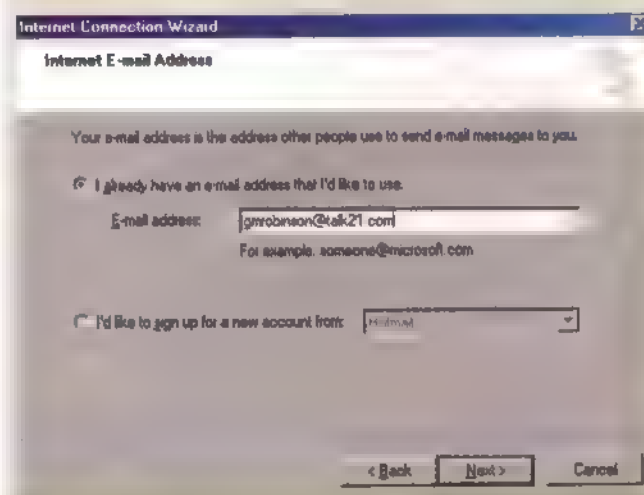 Internet Connection Wizard
Internet E-mail Address
Your e-mail address is the address other people use to send e-mail messages to you.
I already have an e-mail address that I'd like to use.
E-mail address: gmrobinson@talk21.com
For example: someone@microsoft.com
I'd like to sign up for a new account from: Hotmail
< Back Next > Cancel